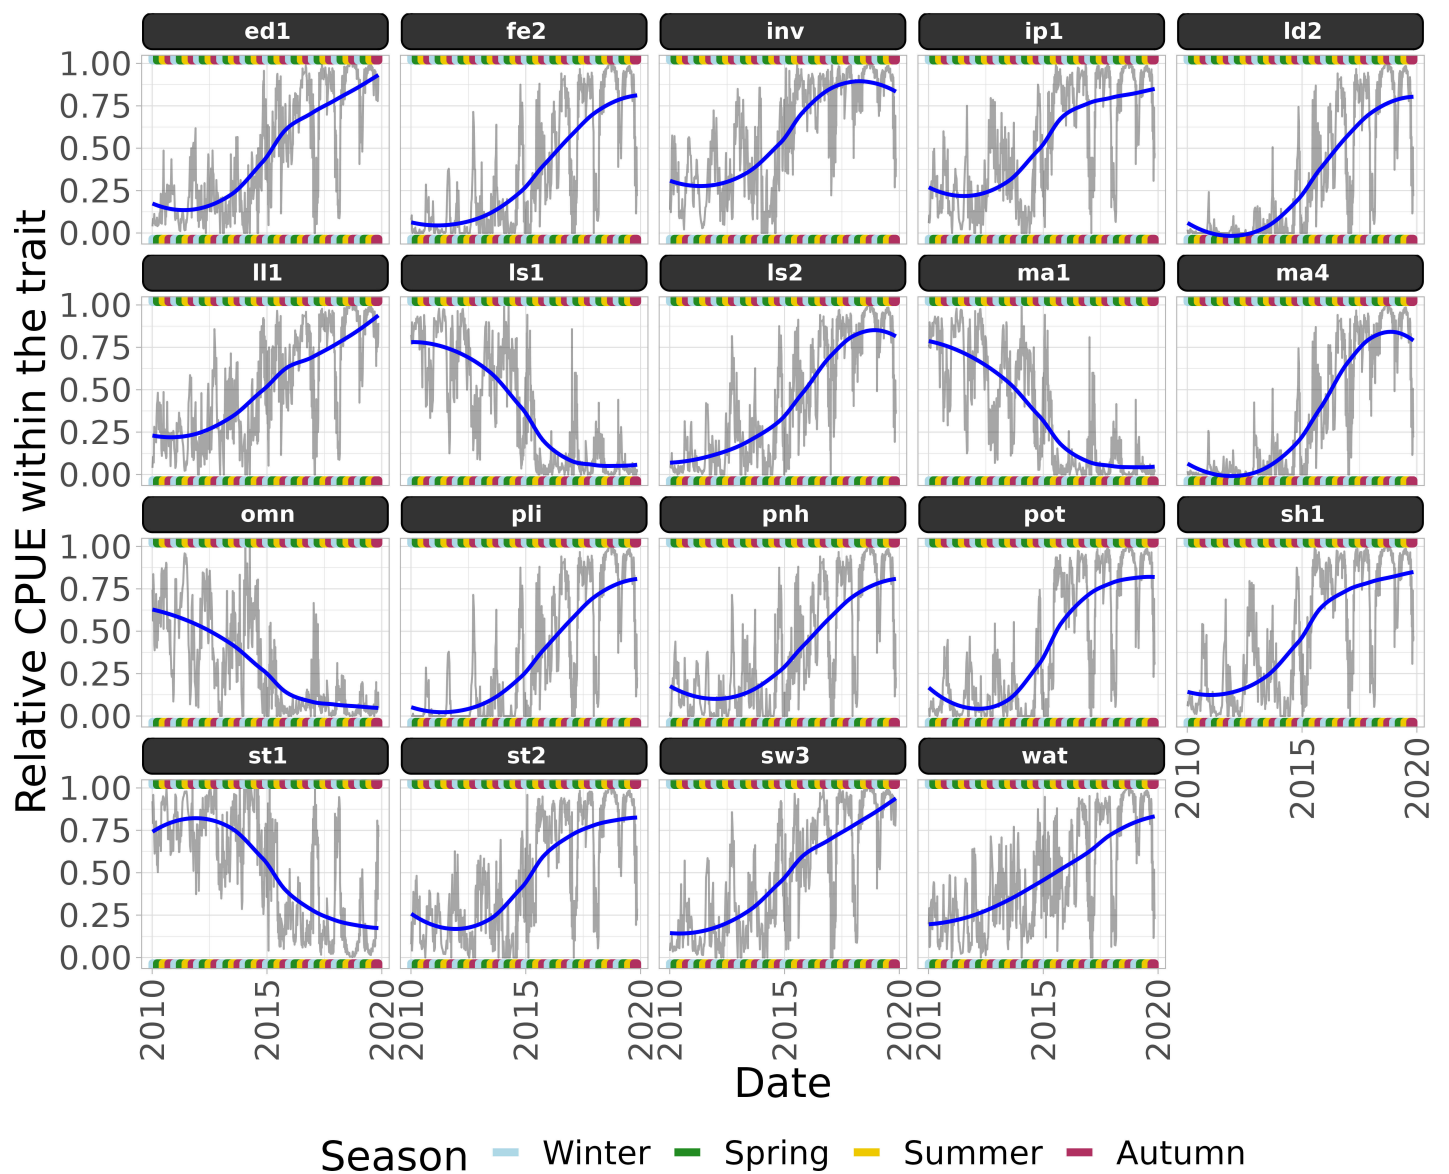 ed1 fe2 inv ip1 ld2
1.00
0.75
0.50
0.25
0.00
ll1 ls1 ls2 ma1 ma4
1.00
0.75
0.50
0.25
0.00
omn pli pnh pot sh1
1.00
0.75
0.50
0.25
0.00
2010 2015 2020
st1 st2 sw3 wat
1.00
0.75
0.50
0.25
0.00
2010 2015 2020 2010 2015 2020 2010 2015 2020 2010 2015 2020
Relative CPUE within the trait
Date
Season Winter Spring Summer Autumn